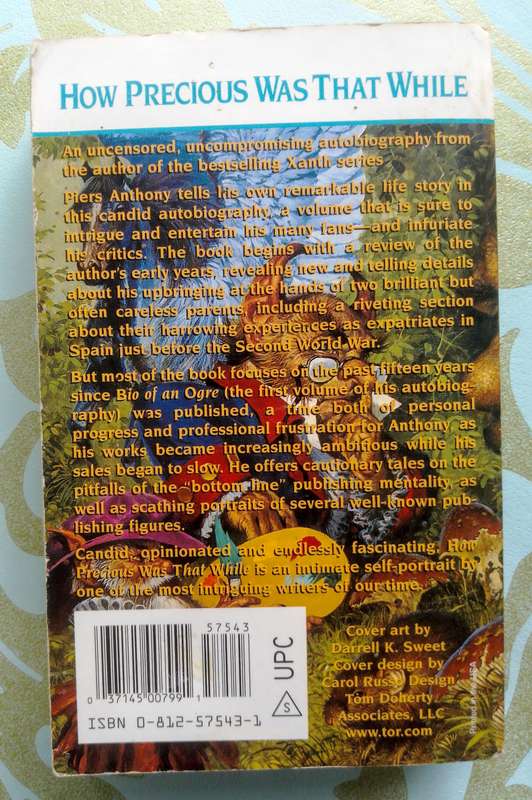 HOW PRECIOUS WAS THAT WHILE
An uncensored, uncompromising autobiography from
the author of the bestselling Xanth series
Piers Anthony tells his own remarkable life story in
this candid autobiography, a volume that is sure to
intrigue and entertain his many fans—and infuriate
his critics. The book begins with a review of the
author's early years, revealing new and telling details
about his upbringing at the hands of two brilliant but
often careless parents, including a riveting section
about their harrowing experiences as expatriates in
Spain just before the Second World War.
But most of the book focuses on the past fifteen years
since Bio of an Ogre (the first volume of his autobiog-
raphy) was published, a time both of personal
progress and professional frustration for Anthony, as
his works became increasingly ambitious while his
sales began to slow. He offers cautionary tales on the
pitfalls of the "bottom line" publishing mentality, as
well as scathing portraits of several well-known pub-
lishing figures.
Candid, opinionated and endlessly fascinating, How
Precious Was That While is an intimate self-portrait by
one of the most intriguing writers of our time.
57543
0 37145 00799 1
ISBN 0-812-57543-1
S UPC
Cover art by
Darrell K. Sweet
Cover design by
Carol Russo Design
Tom Doherty
Associates, LLC
www.tor.com
Printed in the USA